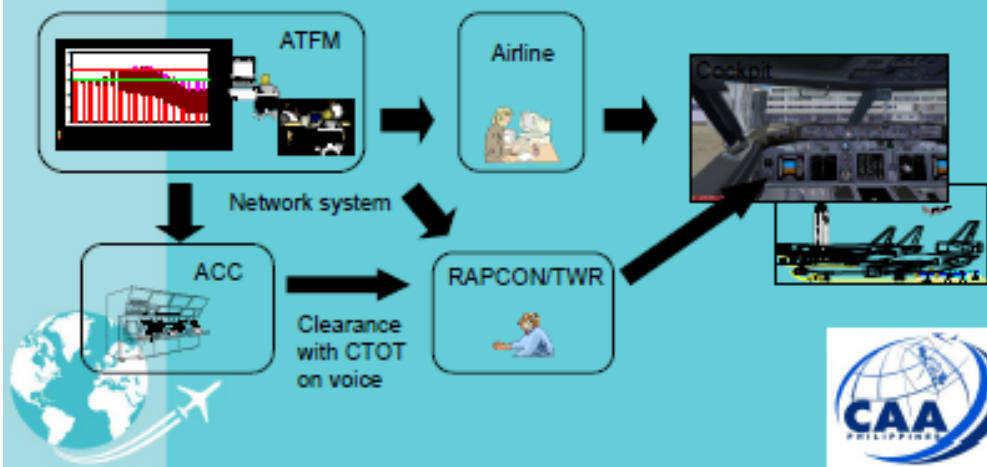 ATFM
Airline
Cockpit
Network system
ACC
RAPCON/TWR
Clearance
with CTOT
on voice
CAA
PHILIPPINES